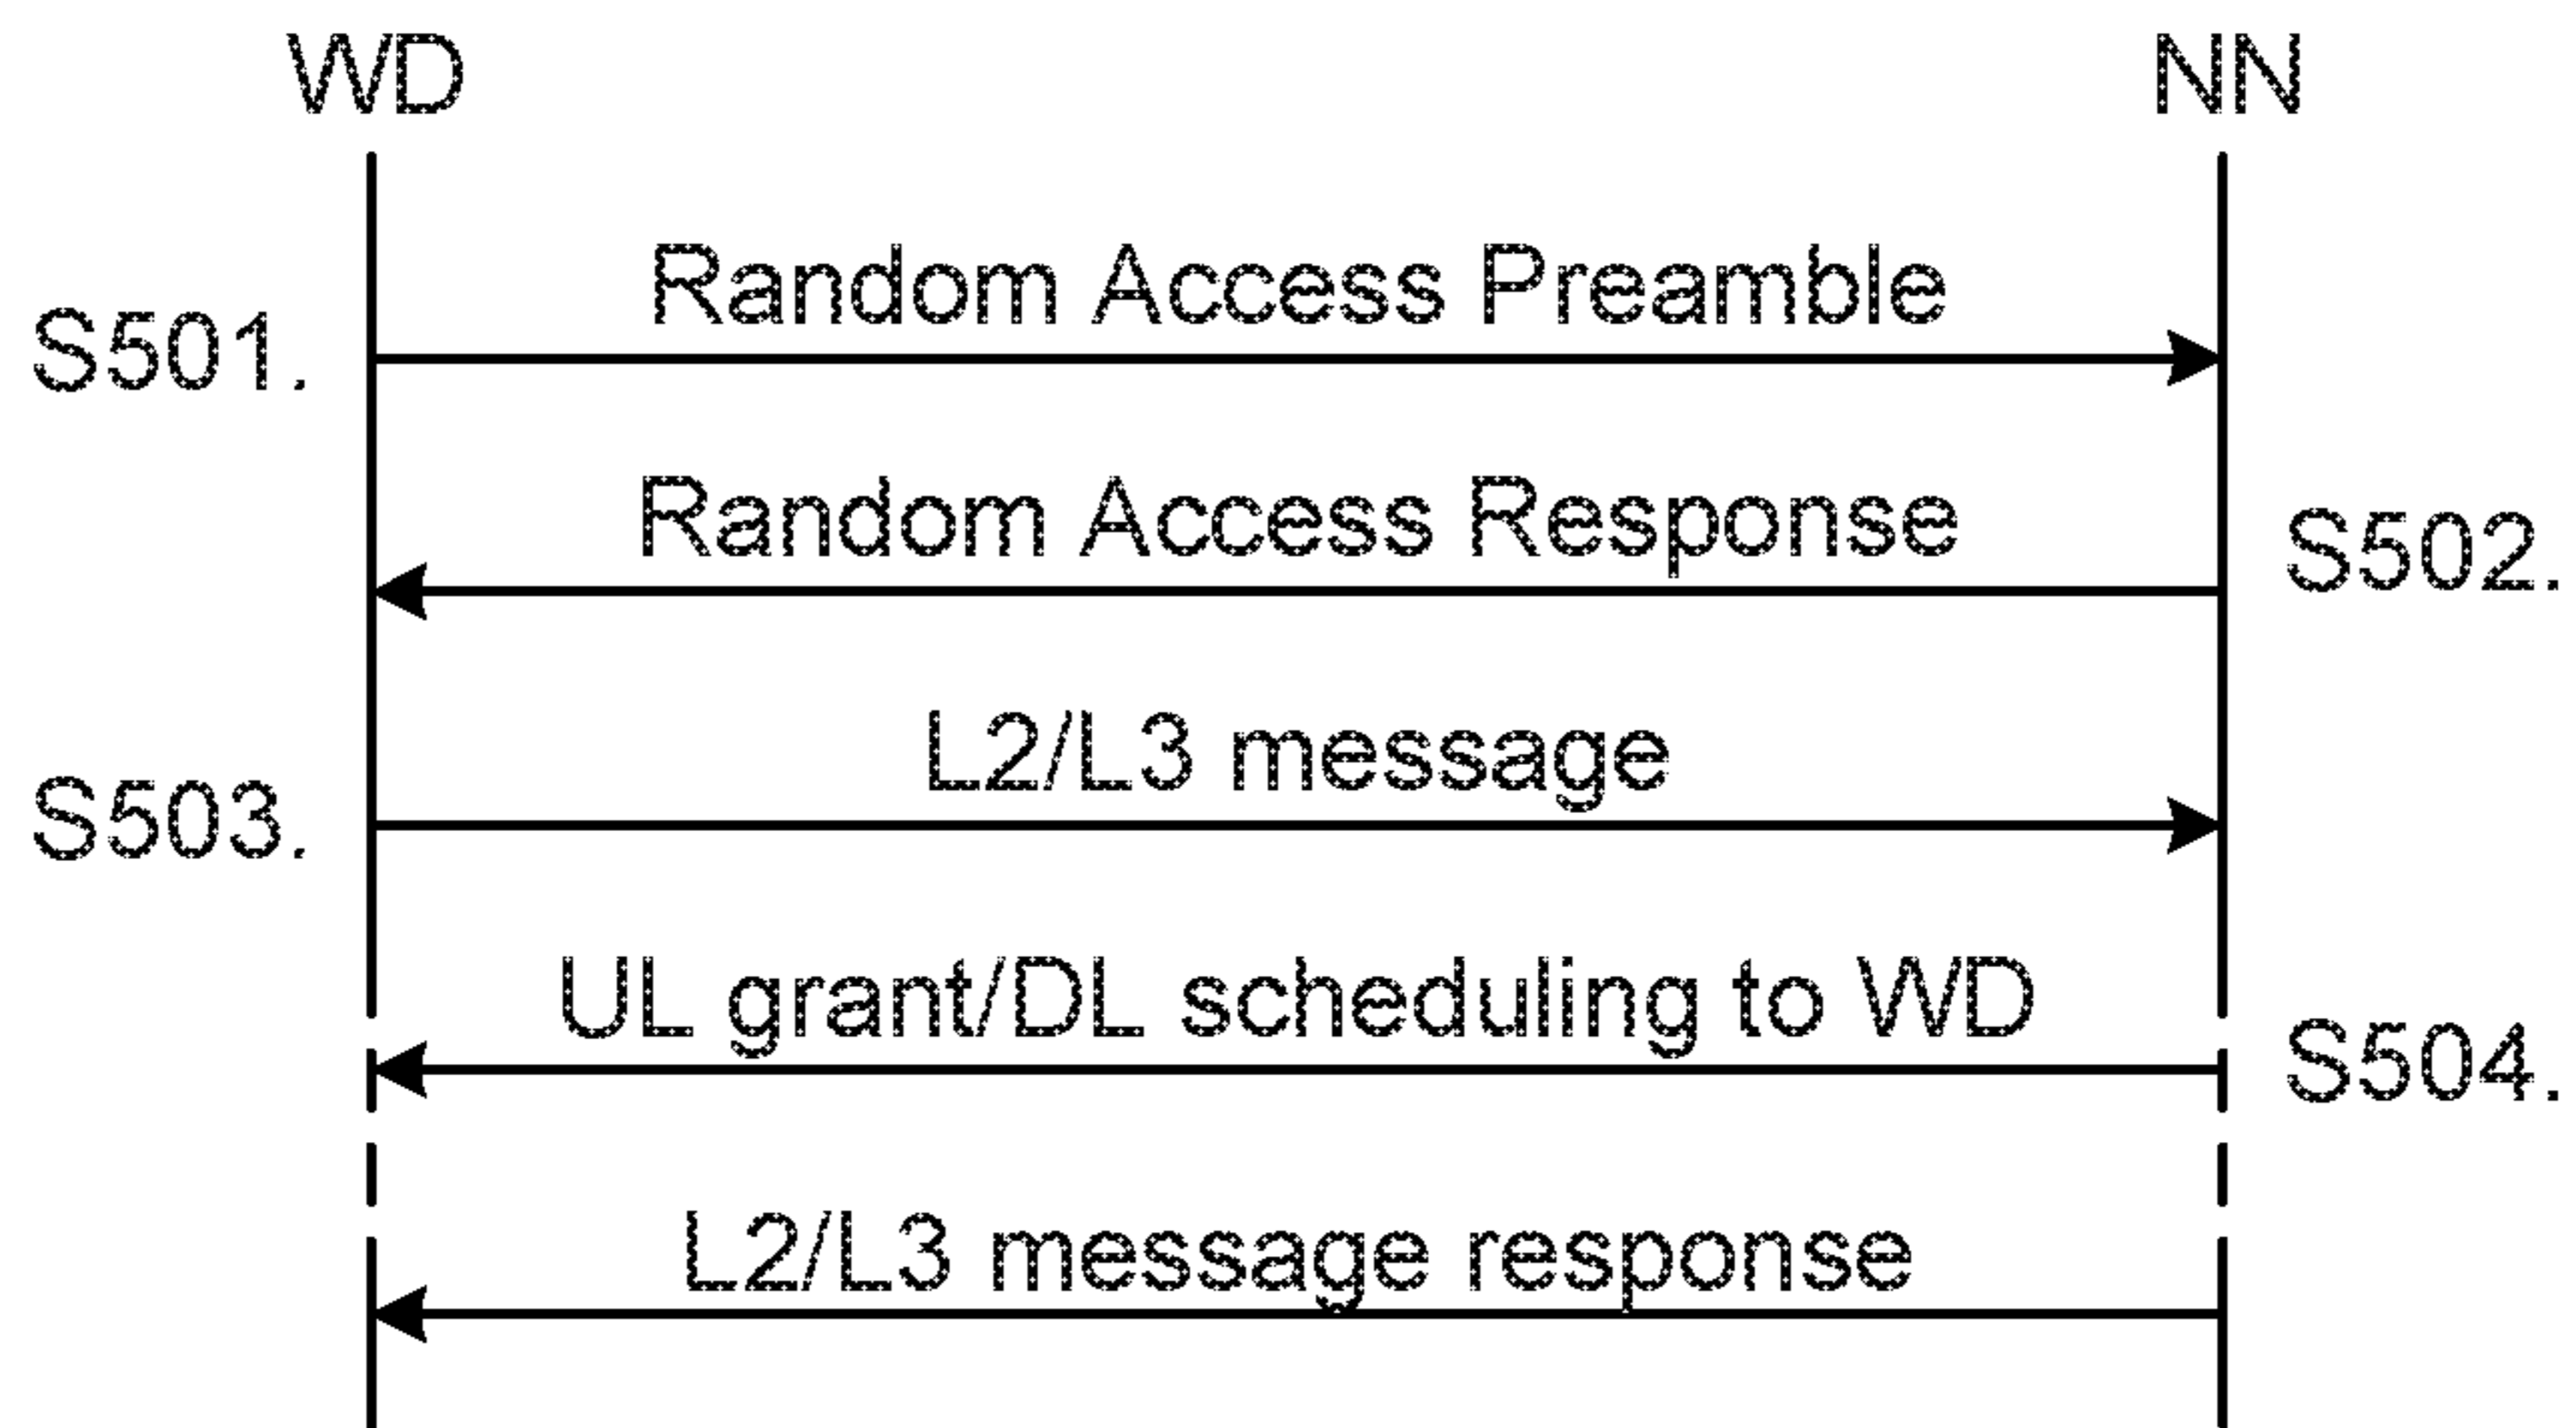 WD
NN
Random Access Preamble
S501.
Random Access Response
S502.
L2/L3 message
S503.
UL grant/DL scheduling to WD
S504.
L2/L3 message response